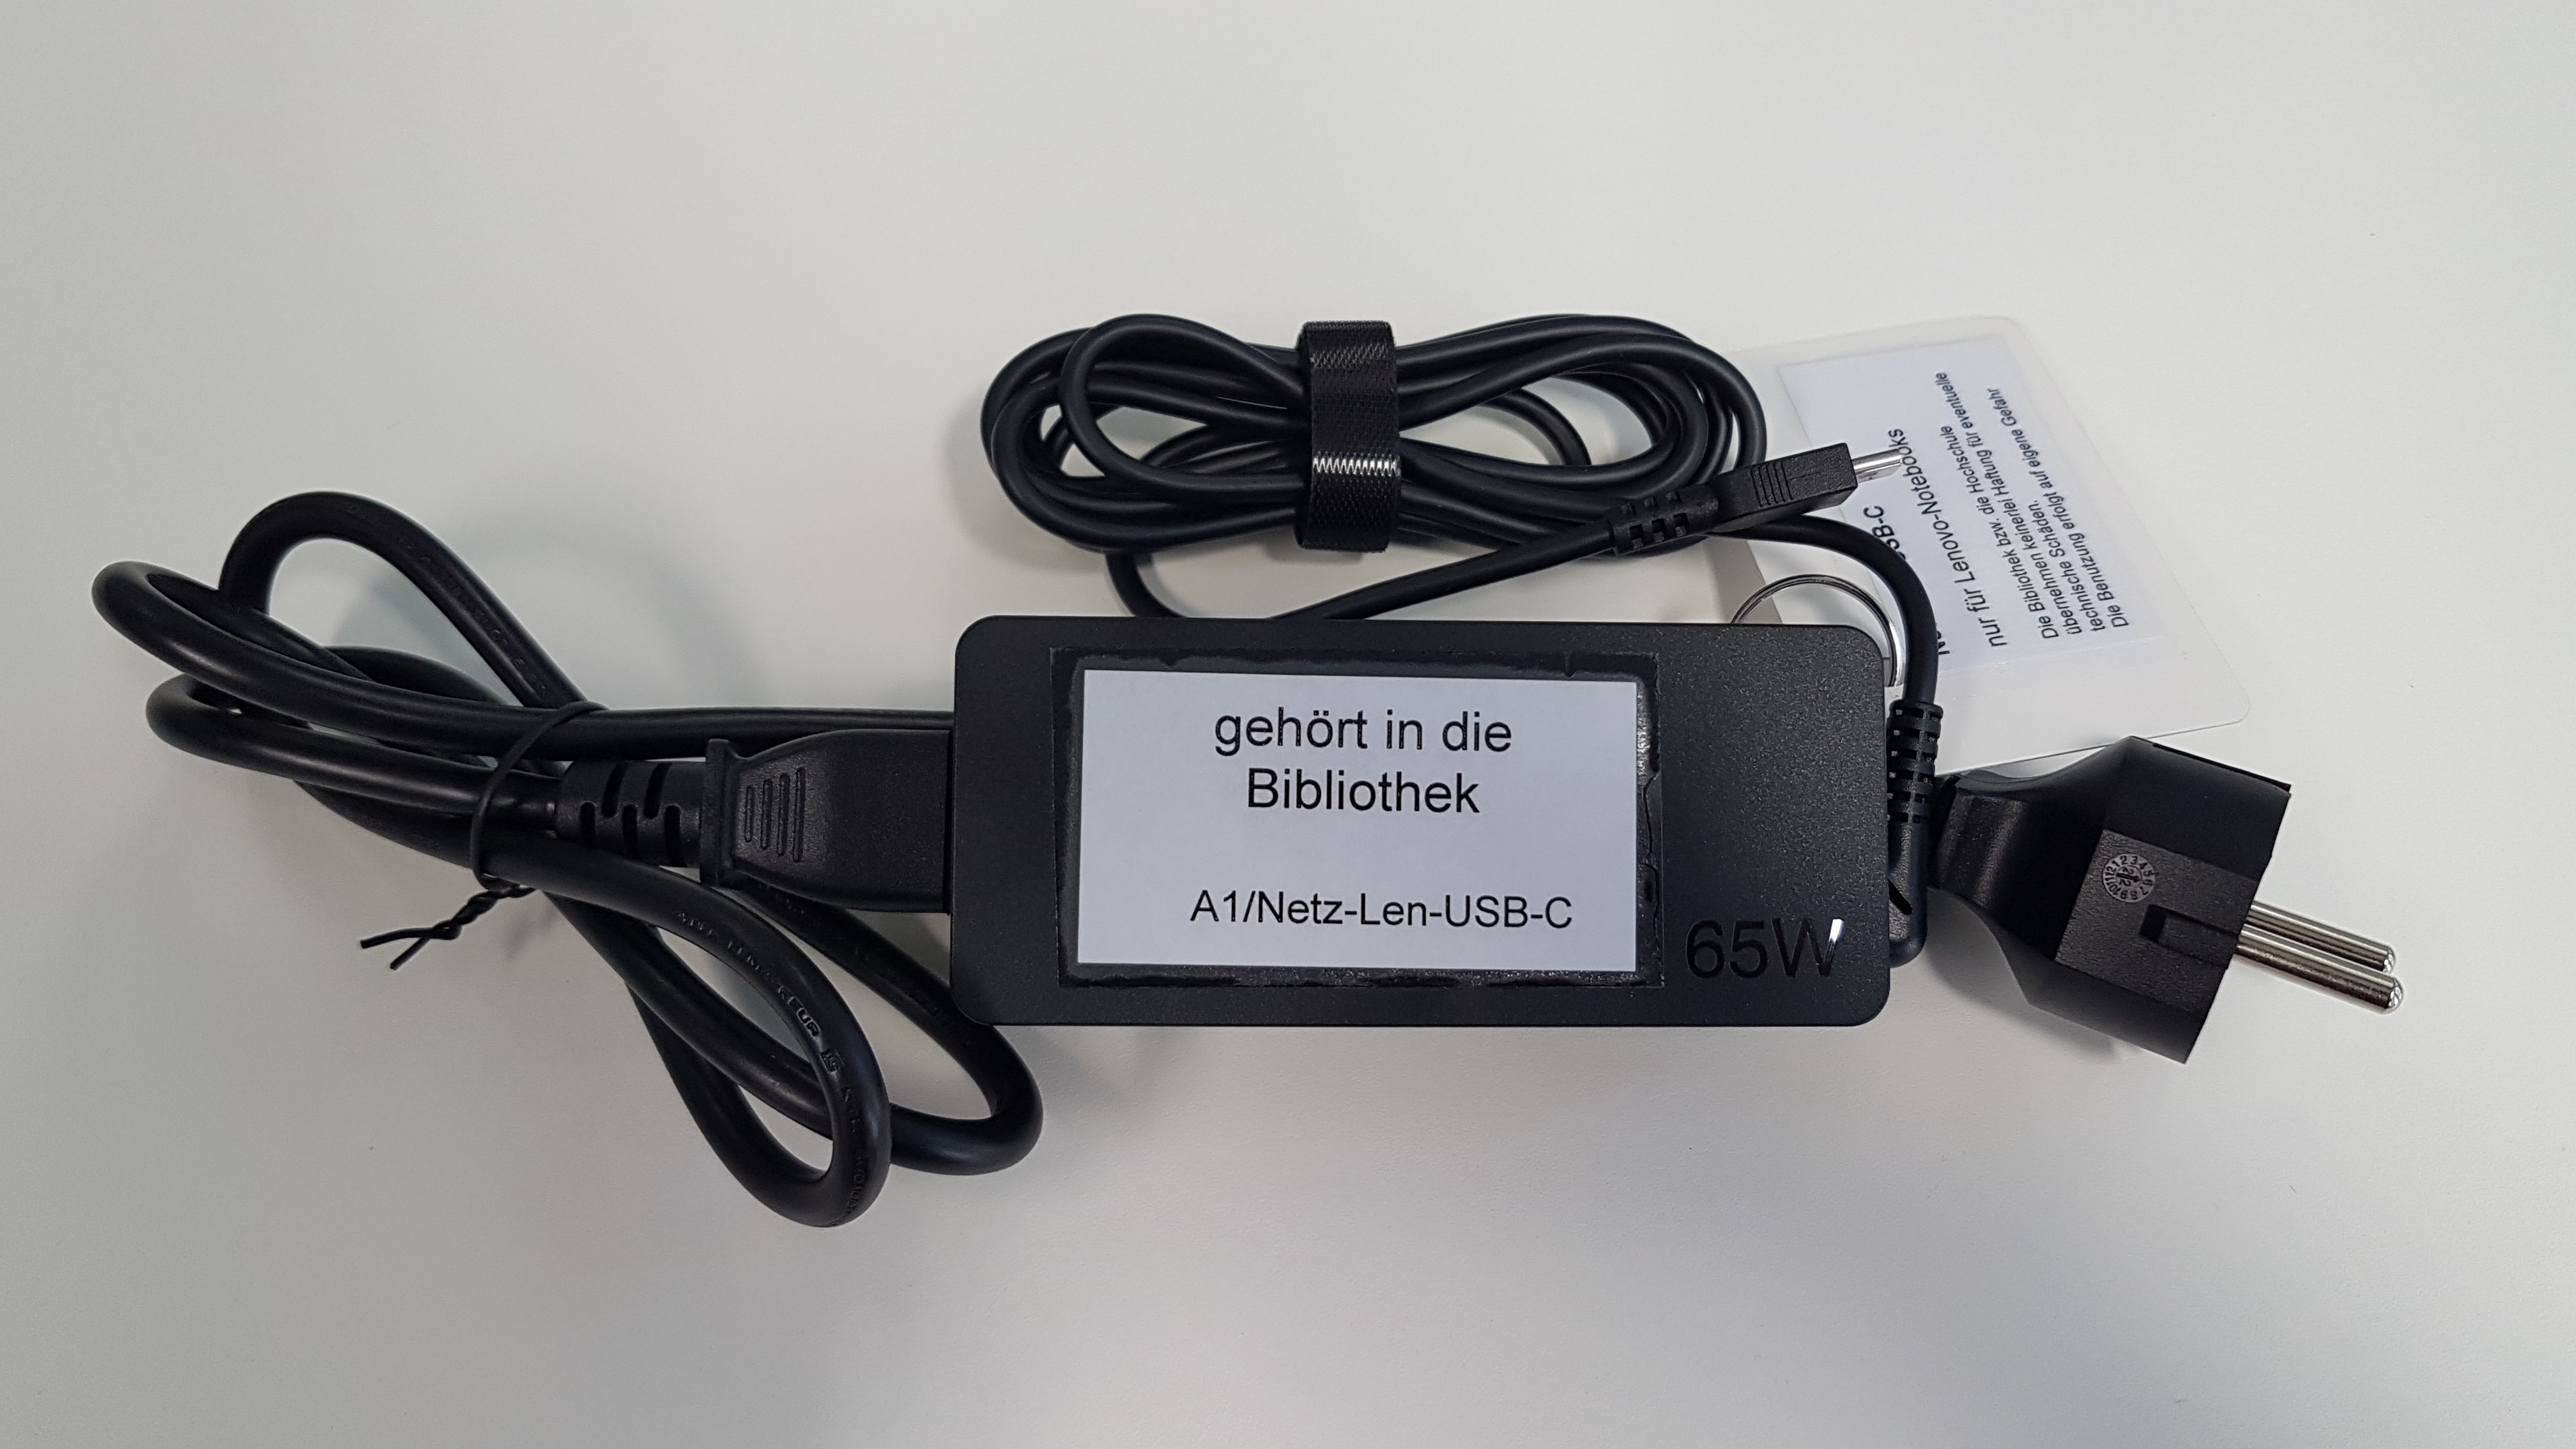 gehört in die
Bibliothek
A1/Netz-Len-USB-C
65W
SB-C
nur für Lenovo-Notebooks
Die Bibliothek bzw. die Hochschule
übernehmen keinerlei Haftung für eventuelle
technische Schäden.
Die Benutzung erfolgt auf eigene Gefahr